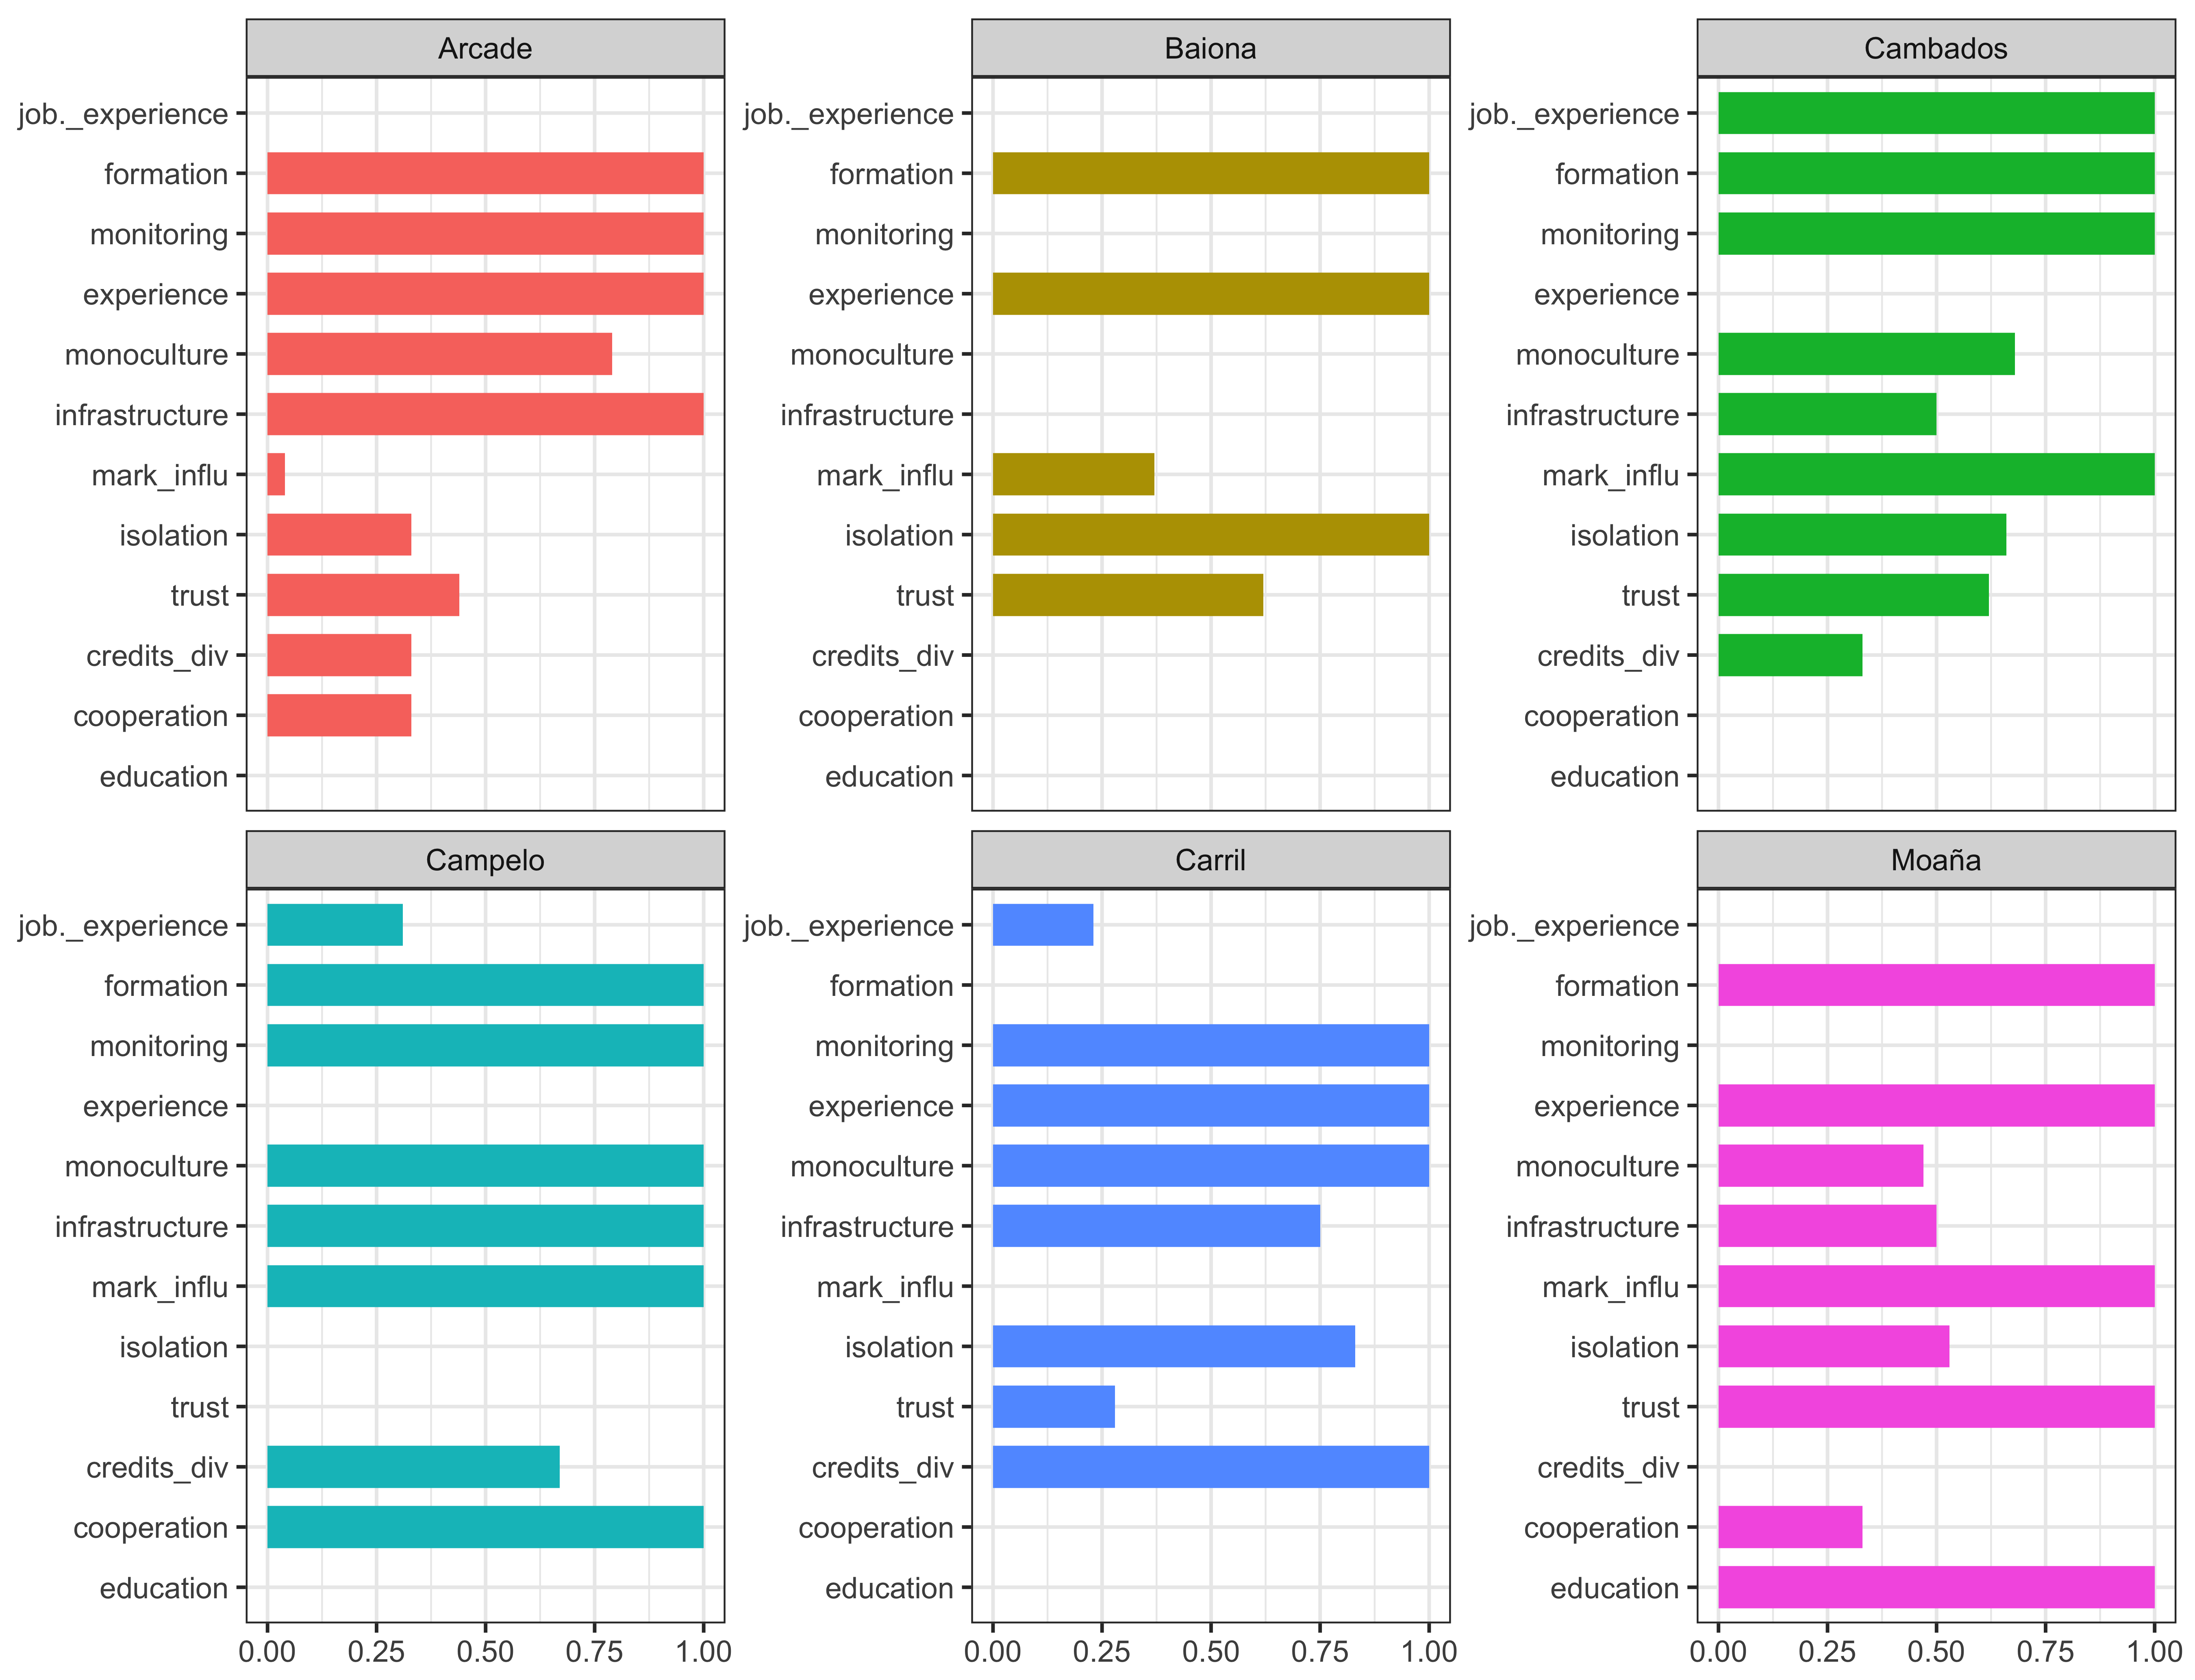 Arcade
job._experience
formation
monitoring
experience
monoculture
infrastructure
mark_influ
isolation
trust
credits_div
cooperation
education
Baiona
job._experience
formation
monitoring
experience
monoculture
infrastructure
mark_influ
isolation
trust
credits_div
cooperation
education
Cambados
job._experience
formation
monitoring
experience
monoculture
infrastructure
mark_influ
isolation
trust
credits_div
cooperation
education
Campelo
job._experience
formation
monitoring
experience
monoculture
infrastructure
mark_influ
isolation
trust
credits_div
cooperation
education
0.00 0.25 0.50 0.75 1.00
Carril
job._experience
formation
monitoring
experience
monoculture
infrastructure
mark_influ
isolation
trust
credits_div
cooperation
education
0.00 0.25 0.50 0.75 1.00
Moaña
job._experience
formation
monitoring
experience
monoculture
infrastructure
mark_influ
isolation
trust
credits_div
cooperation
education
0.00 0.25 0.50 0.75 1.00